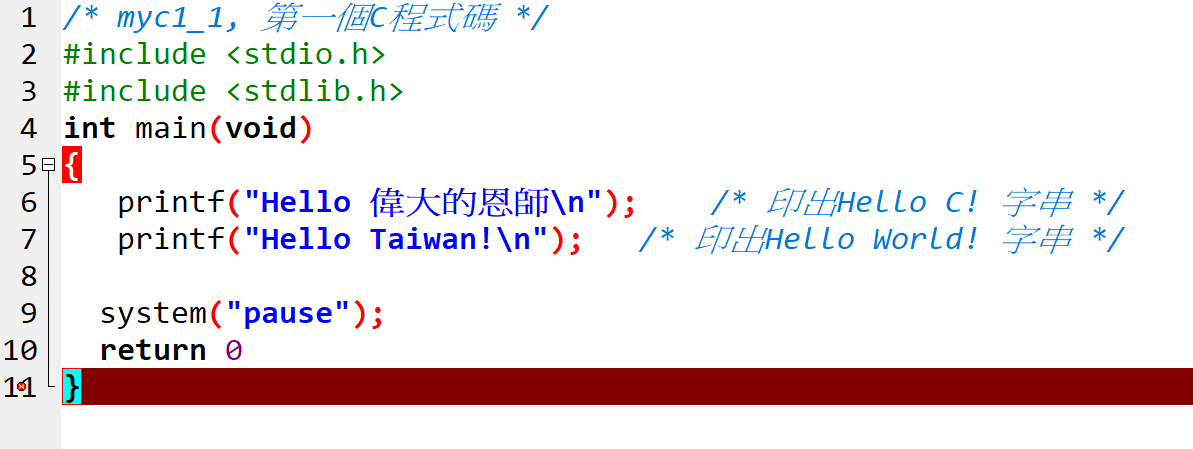 1 /* myc1_1, 第一個C程式碼 */
2 #include <stdio.h>
3 #include <stdlib.h>
4 int main(void)
5 {
6    printf("Hello 偉大的恩師\n");    /* 印出Hello C! 字串 */
7    printf("Hello Taiwan!\n");   /* 印出Hello World! 字串 */
8
9   system("pause");
10   return 0
11 }